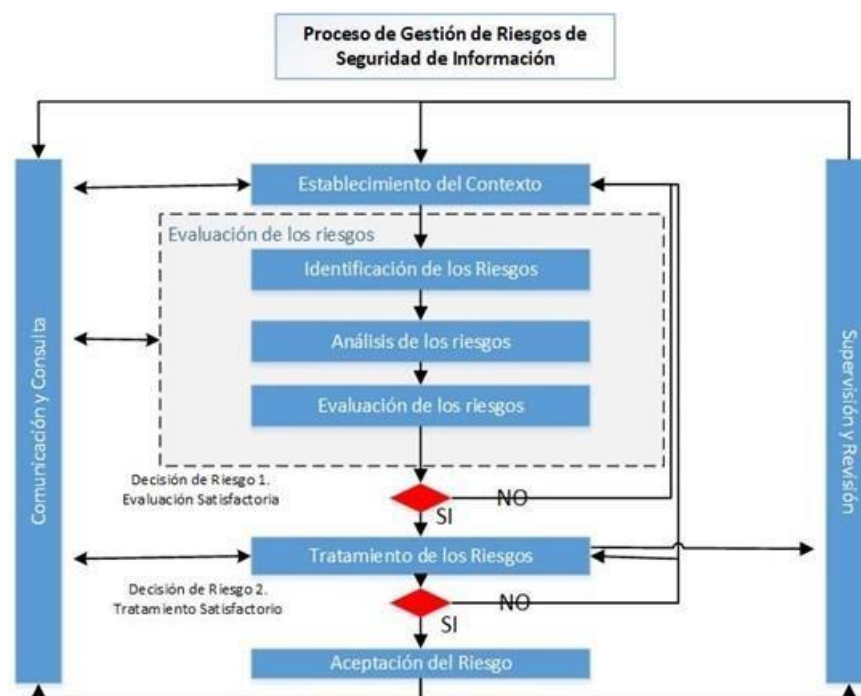 Proceso de Gestión de Riesgos de
Seguridad de Información
Establecimiento del Contexto
Evaluación de los riesgos
Identificación de los Riesgos
Análisis de los riesgos
Evaluación de los riesgos
Comunicación y Consulta
Supervisión y Revisión
Decisión de Riesgo 1.
Evaluación Satisfactoria
NO
SI
Tratamiento de los Riesgos
Decisión de Riesgo 2.
Tratamiento Satisfactorio
NO
SI
Aceptación del Riesgo